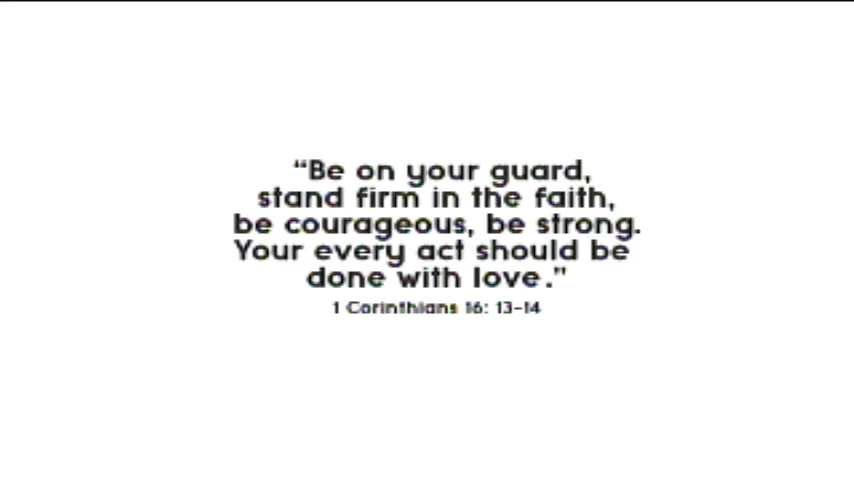 “Be on your guard,
stand firm in the faith,
be courageous, be strong.
Your every act should be
done with love.”
1 Corinthians 16: 13-14